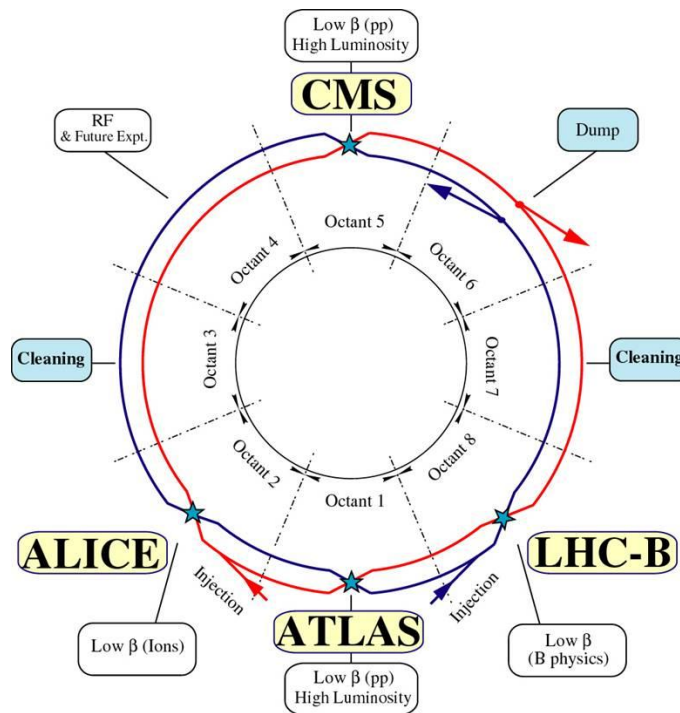 Low β (pp)
High Luminosity
CMS
RF
& Future Expt.
Dump
Octant 5
Octant 4
Octant 6
Cleaning
Octant 3
Octant 7
Cleaning
Octant 2
Octant 8
Octant 1
ALICE
LHC-B
Injection
Injection
ATLAS
Low β (Ions)
Low β
(B physics)
Low β (pp)
High Luminosity